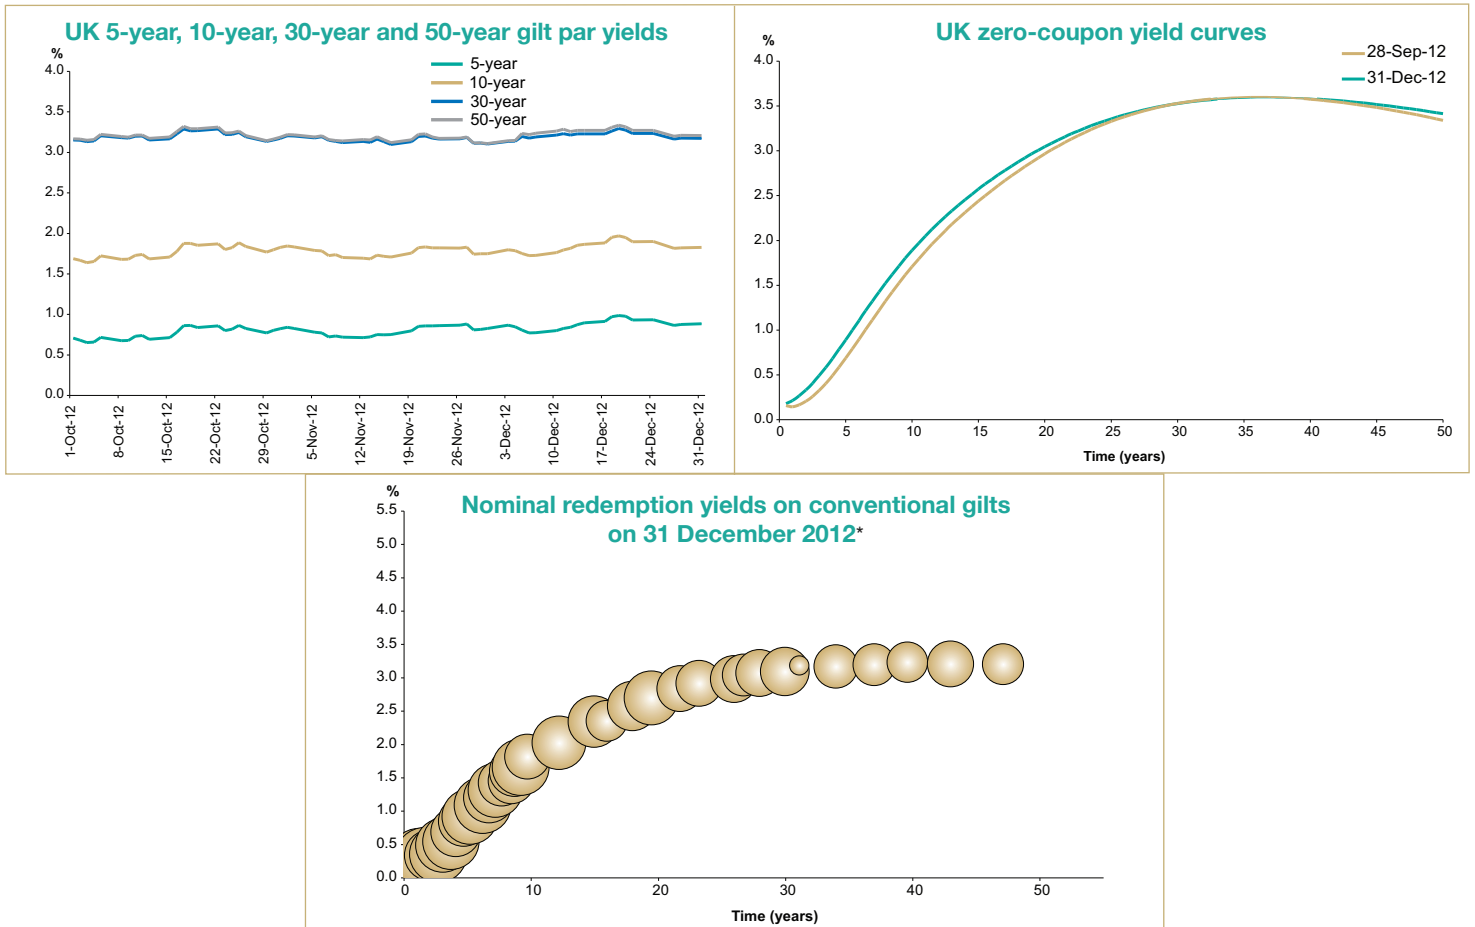 UK 5-year, 10-year, 30-year and 50-year gilt par yields
%
5-year
10-year
30-year
50-year
4.0
3.5
3.0
2.5
2.0
1.5
1.0
0.5
0.0
1-Oct-12
8-Oct-12
15-Oct-12
22-Oct-12
29-Oct-12
5-Nov-12
12-Nov-12
19-Nov-12
26-Nov-12
3-Dec-12
10-Dec-12
17-Dec-12
24-Dec-12
31-Dec-12
UK zero-coupon yield curves
%
28-Sep-12
31-Dec-12
4.0
3.5
3.0
2.5
2.0
1.5
1.0
0.5
0.0
0 5 10 15 20 25 30 35 40 45 50
Time (years)
Nominal redemption yields on conventional gilts
on 31 December 2012*
%
5.5
5.0
4.5
4.0
3.5
3.0
2.5
2.0
1.5
1.0
0.5
0.0
0 10 20 30 40 50
Time (years)